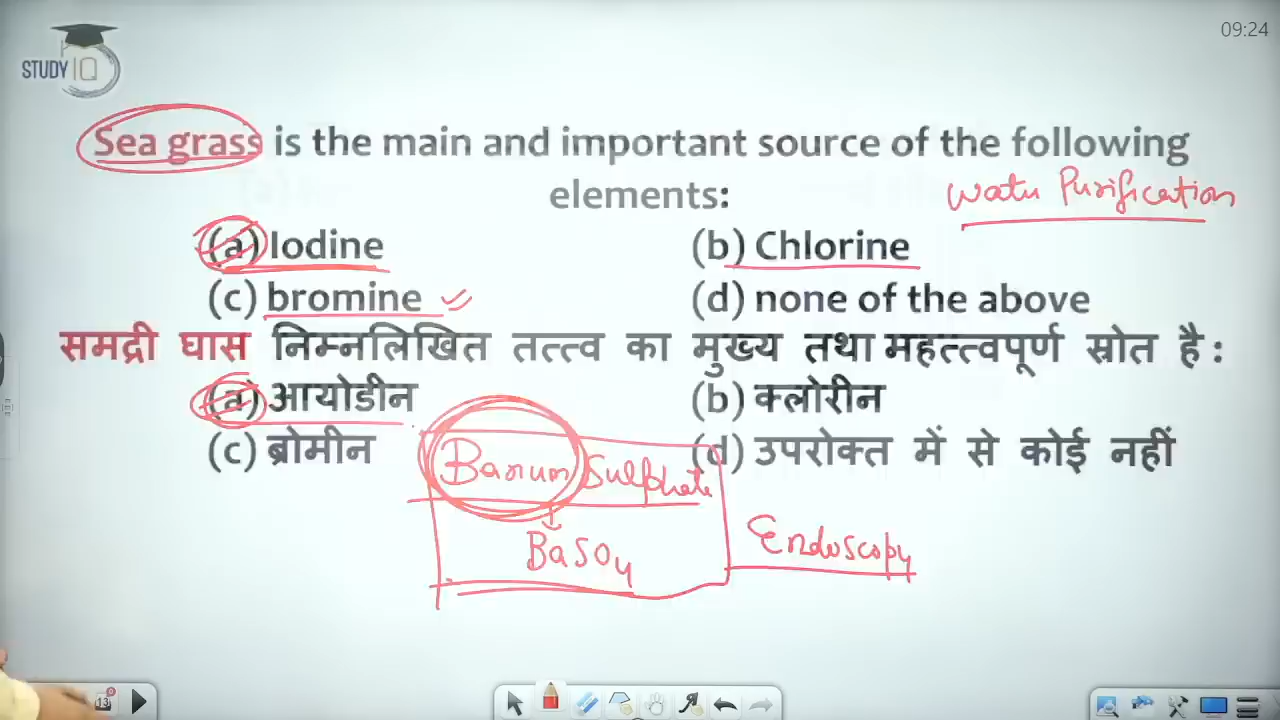 09:24
STUDY IQ
Sea grass is the main and important source of the following
elements:
Water Purification
(a) Iodine (b) Chlorine
(c) bromine (d) none of the above
समद्री घास निम्नलिखित तत्त्व का मुख्य तथा महत्त्वपूर्ण स्रोत है :
(a) आयोडीन (b) क्लोरीन
(c) ब्रोमीन (d) उपरोक्त में से कोई नहीं
Barium Sulphate
BaSO4
Endoscopy
13